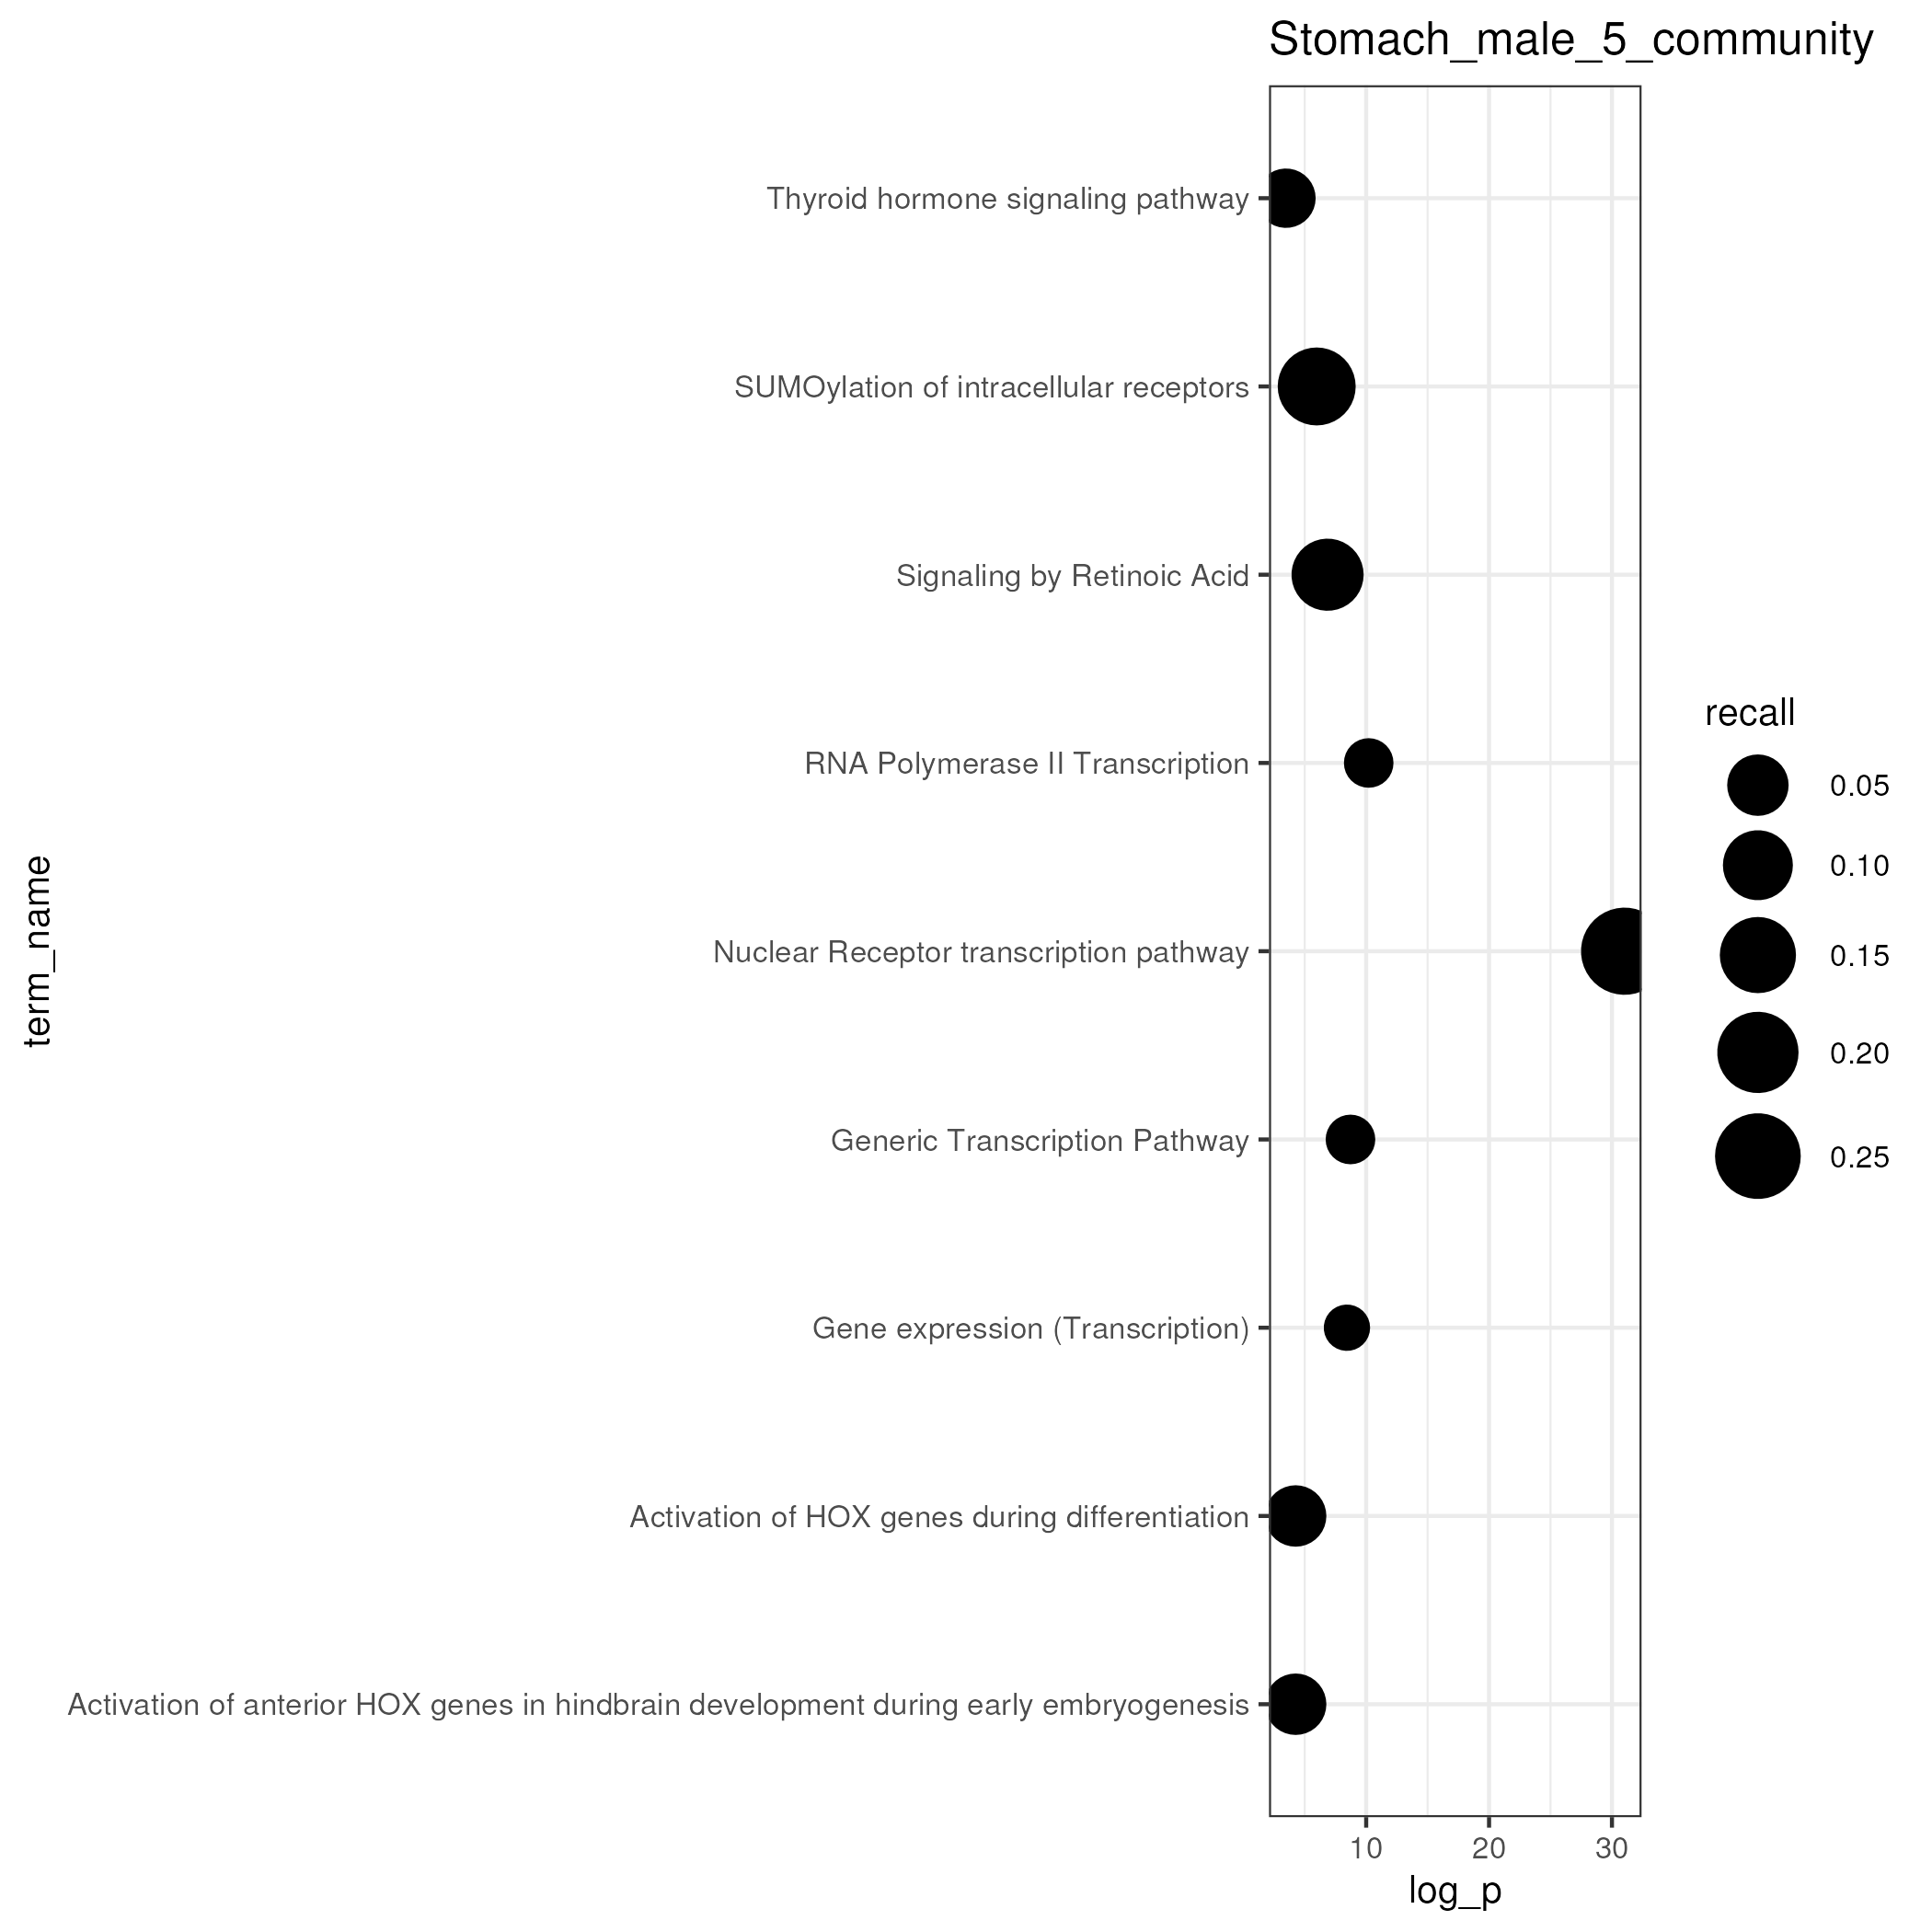 Stomach_male_5_community
term_name
Thyroid hormone signaling pathway
SUMOylation of intracellular receptors
Signaling by Retinoic Acid
RNA Polymerase II Transcription
Nuclear Receptor transcription pathway
Generic Transcription Pathway
Gene expression (Transcription)
Activation of HOX genes during differentiation
Activation of anterior HOX genes in hindbrain development during early embryogenesis
10 20 30
log_p
recall
0.05
0.10
0.15
0.20
0.25